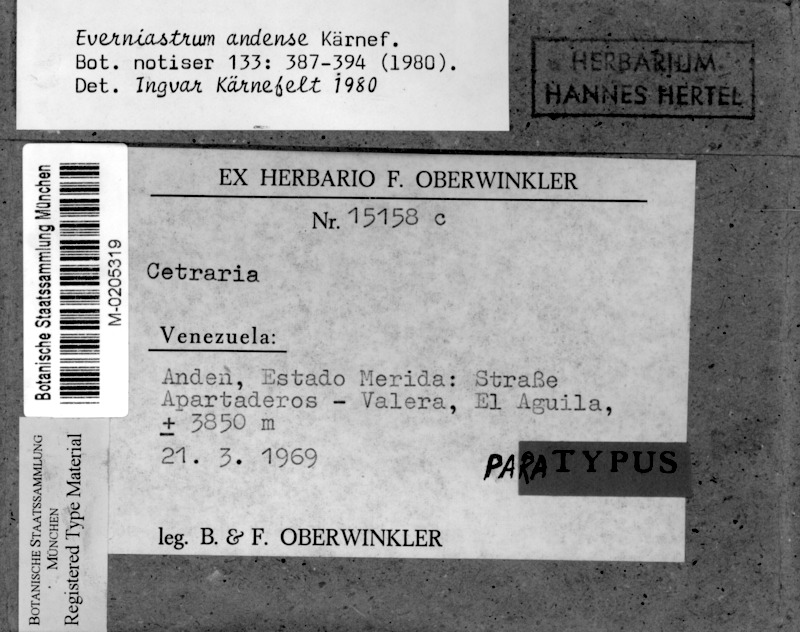 Everniastrum andense Kärnef.
Bot. notiser 133: 387-394 (1980).
Det. Ingvar Kärnefelt 1980
HERBARIUM
HANNES HERTEL
EX HERBARIO F. OBERWINKLER
Nr. 15158 c
Cetraria
Venezuela:
Anden, Estado Merida: Straße
Apartaderos - Valera, El Aguila,
± 3850 m
21. 3. 1969
PARATYPUS
leg. B. & F. OBERWINKLER
Botanische Staatssammlung München
M-0205319
BOTANISCHE STAATSSAMMLUNG
MÜNCHEN
Registered Type Material